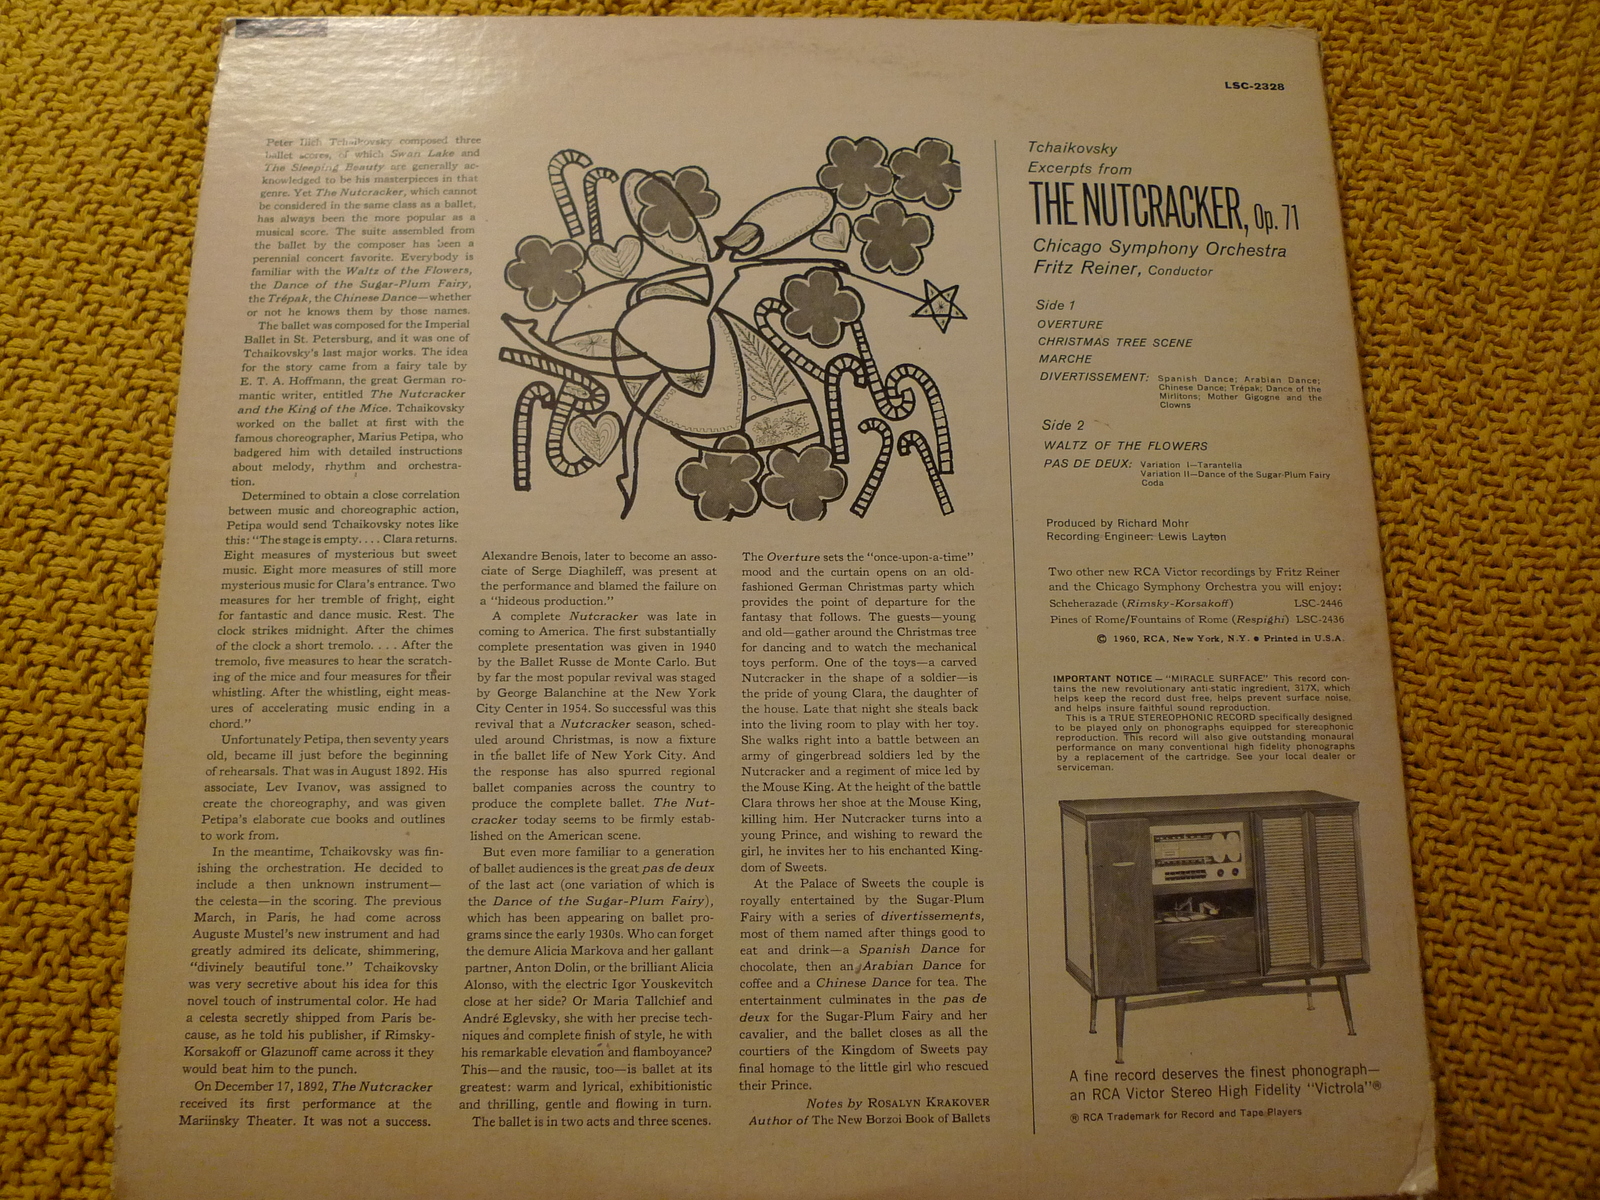 LSC-2328
Peter Ilich Tchaikovsky composed three
ballet scores, of which Swan Lake and
The Sleeping Beauty are generally ac-
knowledged to be his masterpieces in that
genre. Yet The Nutcracker, which cannot
be considered in the same class as a ballet,
has always been the more popular as a
musical score. The suite assembled from
the ballet by the composer has been a
perennial concert favorite. Everybody is
familiar with the Waltz of the Flowers,
the Dance of the Sugar-Plum Fairy,
the Trépak, the Chinese Dance—whether
or not he knows them by those names.
The ballet was composed for the Imperial
Ballet in St. Petersburg, and it was one of
Tchaikovsky's last major works. The idea
for the story came from a fairy tale by
E. T. A. Hoffmann, the great German ro-
mantic writer, entitled The Nutcracker
and the King of the Mice. Tchaikovsky
worked on the ballet at first with the
famous choreographer, Marius Petipa, who
badgered him with detailed instructions
about melody, rhythm and orchestra-
tion.
Determined to obtain a close correlation
between music and choreographic action,
Petipa would send Tchaikovsky notes like
this: "The stage is empty. . . . Clara returns.
Eight measures of mysterious but sweet
music. Eight more measures of still more
mysterious music for Clara's entrance. Two
measures for her tremble of fright, eight
for fantastic and dance music. Rest. The
clock strikes midnight. After the chimes
of the clock a short tremolo. . . . After the
tremolo, five measures to hear the scratch-
ing of the mice and four measures for their
whistling. After the whistling, eight meas-
ures of accelerating music ending in a
chord."
Unfortunately Petipa, then seventy years
old, became ill just before the beginning
of rehearsals. That was in August 1892. His
associate, Lev Ivanov, was assigned to
create the choreography, and was given
Petipa's elaborate cue books and outlines
to work from.
In the meantime, Tchaikovsky was fin-
ishing the orchestration. He decided to
include a then unknown instrument—
the celesta—in the scoring. The previous
March, in Paris, he had come across
Auguste Mustel's new instrument and had
greatly admired its delicate, shimmering,
"divinely beautiful tone." Tchaikovsky
was very secretive about his idea for this
novel touch of instrumental color. He had
a celesta secretly shipped from Paris be-
cause, as he told his publisher, if Rimsky-
Korsakoff or Glazunoff came across it they
would beat him to the punch.
On December 17, 1892, The Nutcracker
received its first performance at the
Mariinsky Theater. It was not a success.
Alexandre Benois, later to become an asso-
ciate of Serge Diaghileff, was present at
the performance and blamed the failure on
a "hideous production."
A complete Nutcracker was late in
coming to America. The first substantially
complete presentation was given in 1940
by the Ballet Russe de Monte Carlo. But
by far the most popular revival was staged
by George Balanchine at the New York
City Center in 1954. So successful was this
revival that a Nutcracker season, sched-
uled around Christmas, is now a fixture
in the ballet life of New York City. And
the response has also spurred regional
ballet companies across the country to
produce the complete ballet. The Nut-
cracker today seems to be firmly estab-
lished on the American scene.
But even more familiar to a generation
of ballet audiences is the great pas de deux
of the last act (one variation of which is
the Dance of the Sugar-Plum Fairy),
which has been appearing on ballet pro-
grams since the early 1930s. Who can forget
the demure Alicia Markova and her gallant
partner, Anton Dolin, or the brilliant Alicia
Alonso, with the electric Igor Youskevitch
close at her side? Or Maria Tallchief and
André Eglevsky, she with her precise tech-
niques and complete finish of style, he with
his remarkable elevation and flamboyance?
This—and the music, too—is ballet at its
greatest: warm and lyrical, exhibitionistic
and thrilling, gentle and flowing in turn.
The ballet is in two acts and three scenes.
The Overture sets the "once-upon-a-time"
mood and the curtain opens on an old-
fashioned German Christmas party which
provides the point of departure for the
fantasy that follows. The guests—young
and old—gather around the Christmas tree
for dancing and to watch the mechanical
toys perform. One of the toys—a carved
Nutcracker in the shape of a soldier—is
the pride of young Clara, the daughter of
the house. Late that night she steals back
into the living room to play with her toy.
She walks right into a battle between an
army of gingerbread soldiers led by the
Nutcracker and a regiment of mice led by
the Mouse King. At the height of the battle
Clara throws her shoe at the Mouse King,
killing him. Her Nutcracker turns into a
young Prince, and wishing to reward the
girl, he invites her to his enchanted King-
dom of Sweets.
At the Palace of Sweets the couple is
royally entertained by the Sugar-Plum
Fairy with a series of divertissements,
most of them named after things good to
eat and drink—a Spanish Dance for
chocolate, then an Arabian Dance for
coffee and a Chinese Dance for tea. The
entertainment culminates in the pas de
deux for the Sugar-Plum Fairy and her
cavalier, and the ballet closes as all the
courtiers of the Kingdom of Sweets pay
final homage to the little girl who rescued
their Prince.
Notes by ROSALYN KRAKOVER
Author of The New Borzoi Book of Ballets
Tchaikovsky
Excerpts from
THE NUTCRACKER, Op. 71
Chicago Symphony Orchestra
Fritz Reiner, Conductor
Side 1
OVERTURE
CHRISTMAS TREE SCENE
MARCHE
DIVERTISSEMENT: Spanish Dance; Arabian Dance;
Chinese Dance; Trépak; Dance of the
Mirlitons; Mother Gigogne and the
Clowns
Side 2
WALTZ OF THE FLOWERS
PAS DE DEUX: Variation I—Tarantella
Variation II—Dance of the Sugar-Plum Fairy
Coda
Produced by Richard Mohr
Recording Engineer: Lewis Layton
Two other new RCA Victor recordings by Fritz Reiner
and the Chicago Symphony Orchestra you will enjoy:
Scheherazade (Rimsky-Korsakoff) LSC-2446
Pines of Rome/Fountains of Rome (Respighi) LSC-2436
© 1960, RCA, New York, N.Y. • Printed in U.S.A.
IMPORTANT NOTICE — "MIRACLE SURFACE" This record con-
tains the new revolutionary anti-static ingredient, 317X, which
helps keep the record dust free, helps prevent surface noise,
and helps insure faithful sound reproduction.
This is a TRUE STEREOPHONIC RECORD specifically designed
to be played only on phonographs equipped for stereophonic
reproduction. This record will also give outstanding monaural
performance on many conventional high fidelity phonographs
by a replacement of the cartridge. See your local dealer or
serviceman.
A fine record deserves the finest phonograph—
an RCA Victor Stereo High Fidelity "Victrola"®
® RCA Trademark for Record and Tape Players